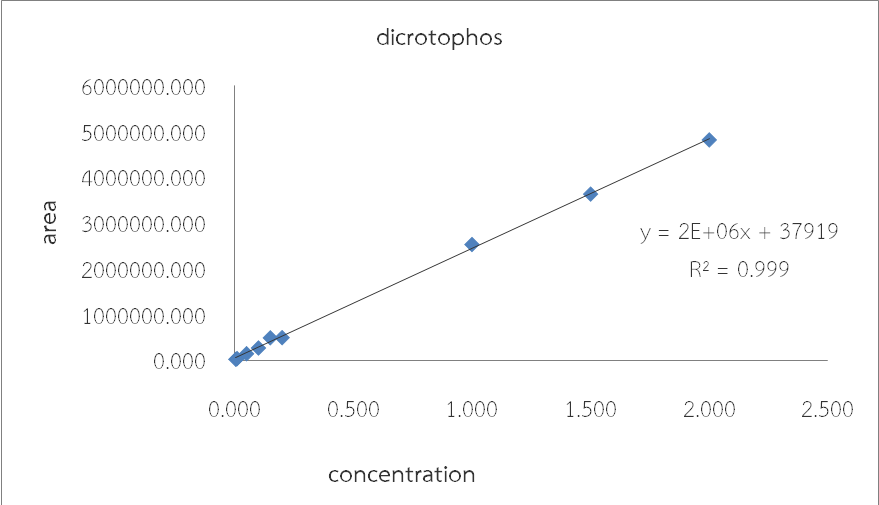 dicrotophos
6000000.000
5000000.000
4000000.000
3000000.000
2000000.000
1000000.000
0.000
area
y = 2E+06x + 37919
R² = 0.999
0.000 0.500 1.000 1.500 2.000 2.500
concentration